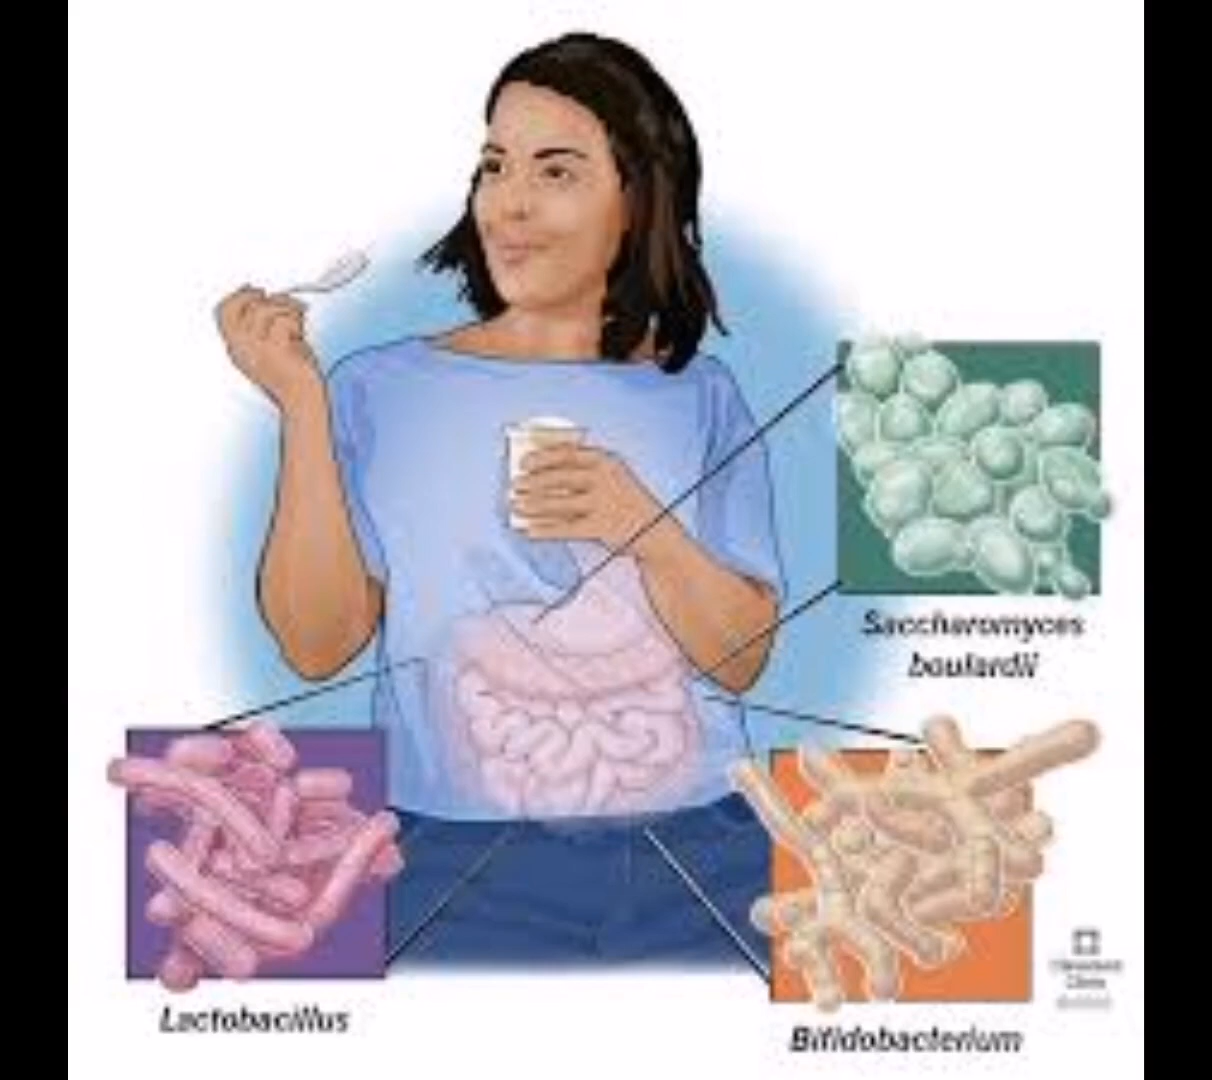 Saccharomyces
boulardii
Lactobacillus
Bifidobacterium